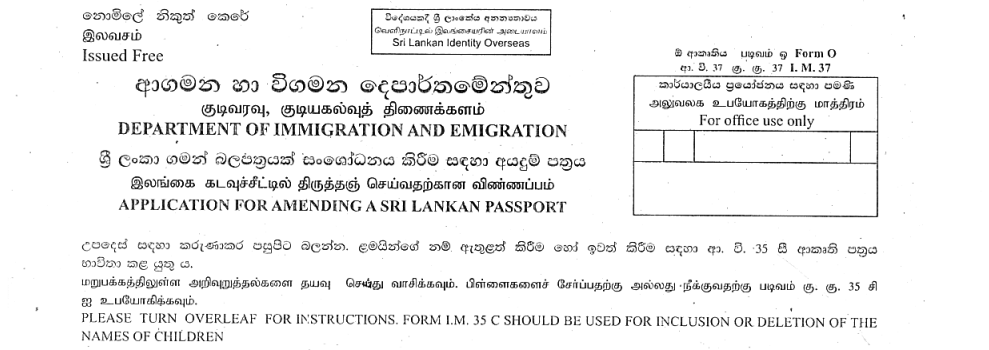 නොමිලේ නිකුත් කෙරේ
இலவசம்
Issued Free
විදේශයකදී ශ්‍රී ලාංකේය අනන්‍යතාවය
வெளிநாட்டில் இலங்கையரின் அடையாளம்
Sri Lankan Identity Overseas
ඔ ආකෘතිය படிவம் ஓ Form O
ආ. වි. 37 கு. கு. 37 I. M. 37
කාර්යාලයීය ප්‍රයෝජනය සඳහා පමණි
அலுவலக உபயோகத்திற்கு மாத்திரம்
For office use only
ආගමන හා විගමන දෙපාර්තමේන්තුව
குடிவரவு, குடியகல்வுத் திணைக்களம்
DEPARTMENT OF IMMIGRATION AND EMIGRATION
ශ්‍රී ලංකා ගමන් බලපත්‍රයක් සංශෝධනය කිරීම සඳහා අයදුම් පත්‍රය
இலங்கை கடவுச்சீட்டில் திருத்தஞ் செய்வதற்கான விண்ணப்பம்
APPLICATION FOR AMENDING A SRI LANKAN PASSPORT
උපදෙස් සඳහා කරුණාකර පසුපිට බලන්න. ළමයින්ගේ නම් ඇතුළත් කිරීම හෝ ඉවත් කිරීම සඳහා ආ. වි. 35 සී ආකෘති පත්‍රය
භාවිතා කළ යුතු ය.
மறுபக்கத்திலுள்ள அறிவுறுத்தல்களை தயவு செய்து வாசிக்கவும். பிள்ளைகளைச் சேர்ப்பதற்கு அல்லது நீக்குவதற்கு படிவம் கு. கு. 35 சி
ஐ உபயோகிக்கவும்.
PLEASE TURN OVERLEAF FOR INSTRUCTIONS. FORM I.M. 35 C SHOULD BE USED FOR INCLUSION OR DELETION OF THE
NAMES OF CHILDREN